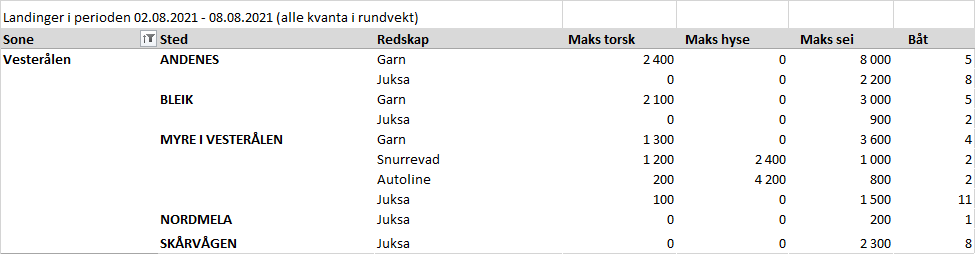 Landinger i perioden 02.08.2021 - 08.08.2021 (alle kvanta i rundvekt)
Sone Sted Redskap Maks torsk Maks hyse Maks sei Båt
Vesterålen ANDENES Garn 2 400 0 8 000 5
Juksa 0 0 2 200 8
BLEIK Garn 2 100 0 3 000 5
Juksa 0 0 900 2
MYRE I VESTERÅLEN Garn 1 300 0 3 600 4
Snurrevad 1 200 2 400 1 000 2
Autoline 200 4 200 800 2
Juksa 100 0 1 500 11
NORDMELA Juksa 0 0 200 1
SKÅRVÅGEN Juksa 0 0 2 300 8